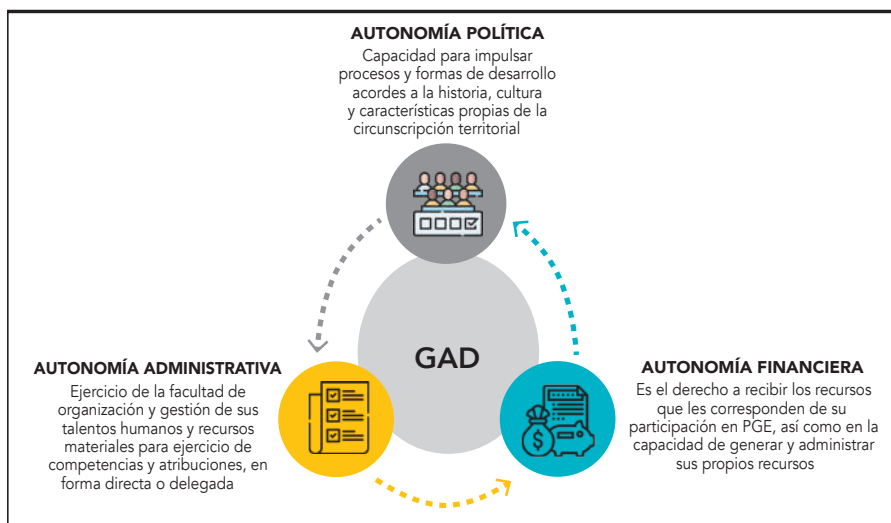 AUTONOMÍA POLÍTICA
Capacidad para impulsar
procesos y formas de desarrollo
acordes a la historia, cultura
y características propias de la
circunscripción territorial
GAD
AUTONOMÍA ADMINISTRATIVA
Ejercicio de la facultad de
organización y gestión de sus
talentos humanos y recursos
materiales para ejercicio de
competencias y atribuciones, en
forma directa o delegada
AUTONOMÍA FINANCIERA
Es el derecho a recibir los recursos
que les corresponden de su
participación en PGE, así como en la
capacidad de generar y administrar
sus propios recursos
$